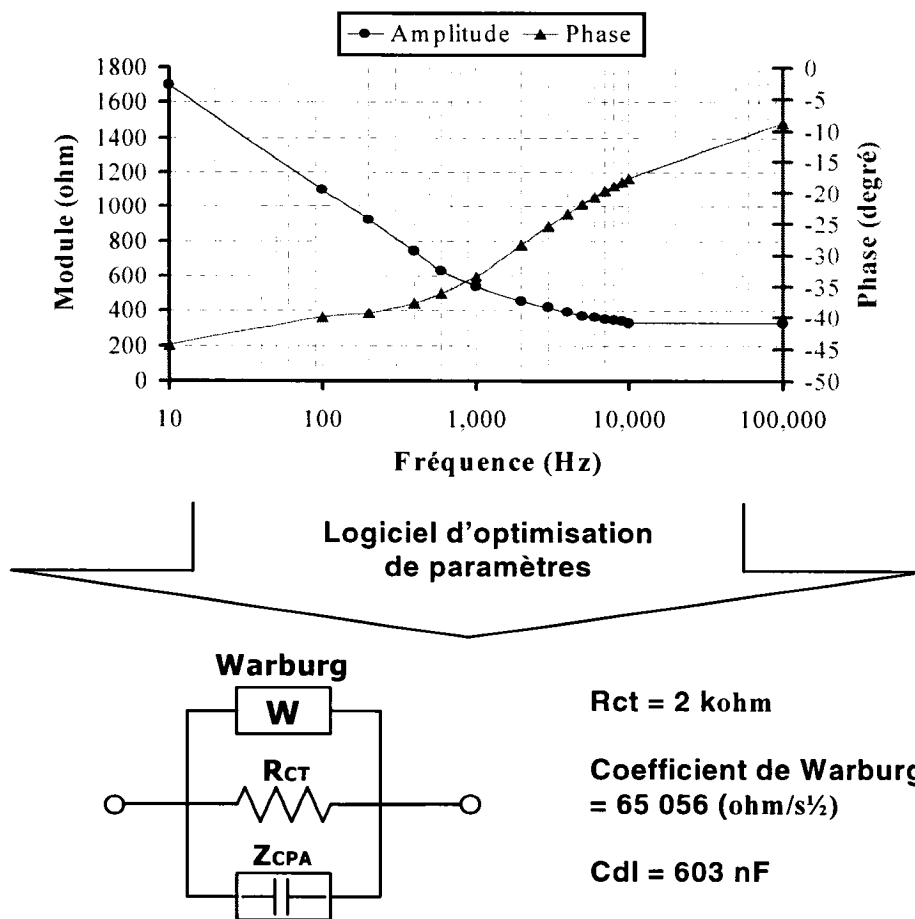 Amplitude Phase
Module (ohm)
1800
1600
1400
1200
1000
800
600
400
200
0
0
-5
-10
-15
-20
-25
-30
-35
-40
-45
-50
Phase (degré)
10 100 1,000 10,000 100,000
Fréquence (Hz)
Logiciel d'optimisation
de paramètres
Warburg
W
RCT
ZCPA
Rct = 2 kohm
Coefficient de Warburg
= 65 056 (ohm/s½)
Cdl = 603 nF